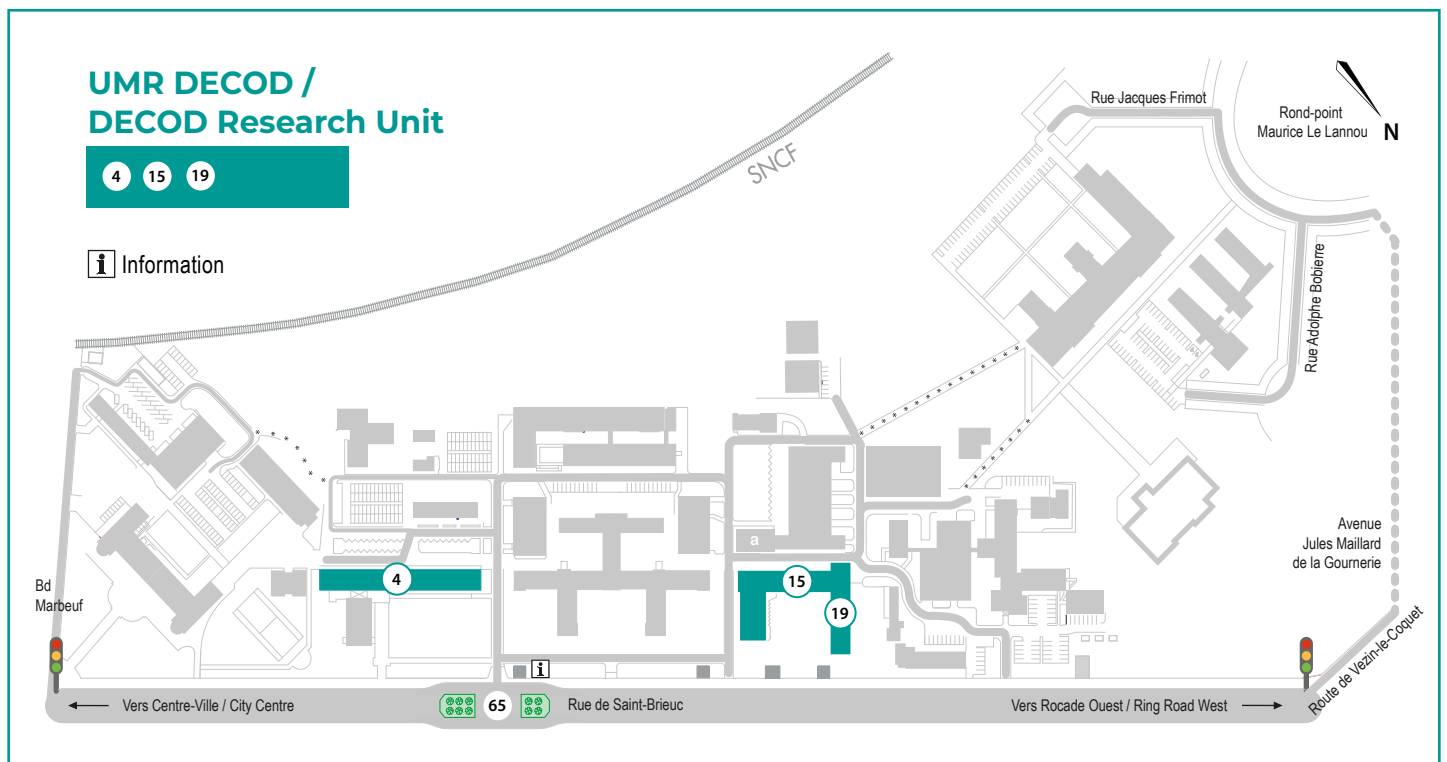 UMR DECOD /
DECOD Research Unit
4 15 19
i Information
SNCF
Rue Jacques Frimot
Rond-point
Maurice Le Lannou
N
Rue Adolphe Bobierre
Avenue
Jules Maillard
de la Gournerie
Bd
Marbeuf
a
4
15
19
i
Vers Centre-Ville / City Centre
65
Rue de Saint-Brieuc
Vers Rocade Ouest / Ring Road West
Route de Vezin-le-Coquet